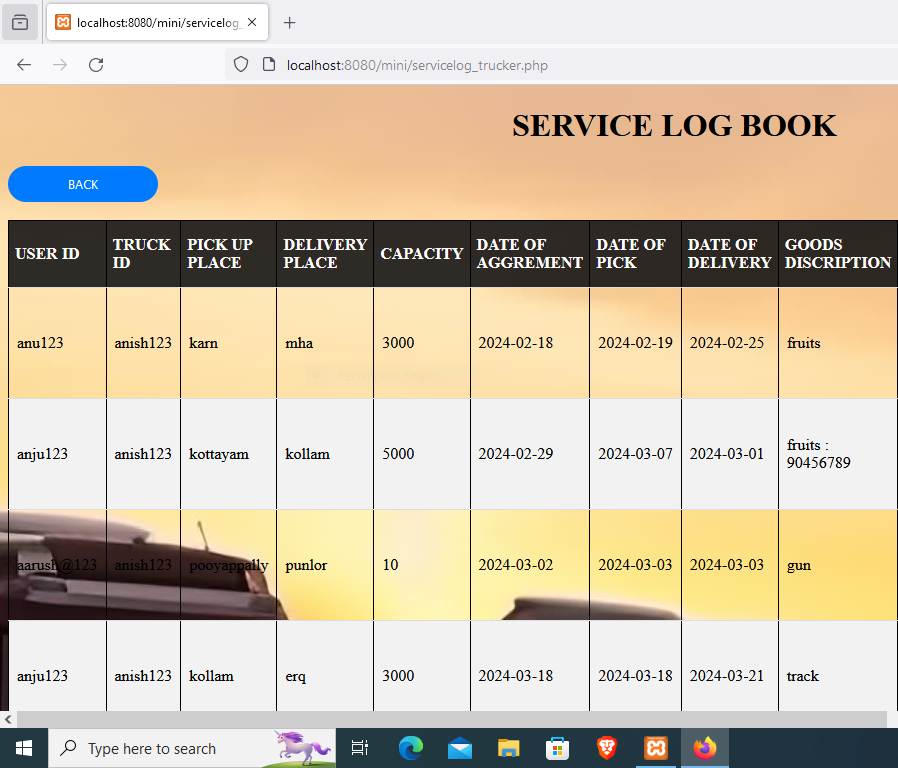 localhost:8080/mini/servicelog_
localhost:8080/mini/servicelog_trucker.php
SERVICE LOG BOOK
BACK
USER ID TRUCK ID PICK UP PLACE DELIVERY PLACE CAPACITY DATE OF AGGREMENT DATE OF PICK DATE OF DELIVERY GOODS DISCRIPTION
anu123 anish123 karn mha 3000 2024-02-18 2024-02-19 2024-02-25 fruits
anju123 anish123 kottayam kollam 5000 2024-02-29 2024-03-07 2024-03-01 fruits : 90456789
aarush@123 anish123 pooyappally punlor 10 2024-03-02 2024-03-03 2024-03-03 gun
anju123 anish123 kollam erq 3000 2024-03-18 2024-03-18 2024-03-21 track
Type here to search